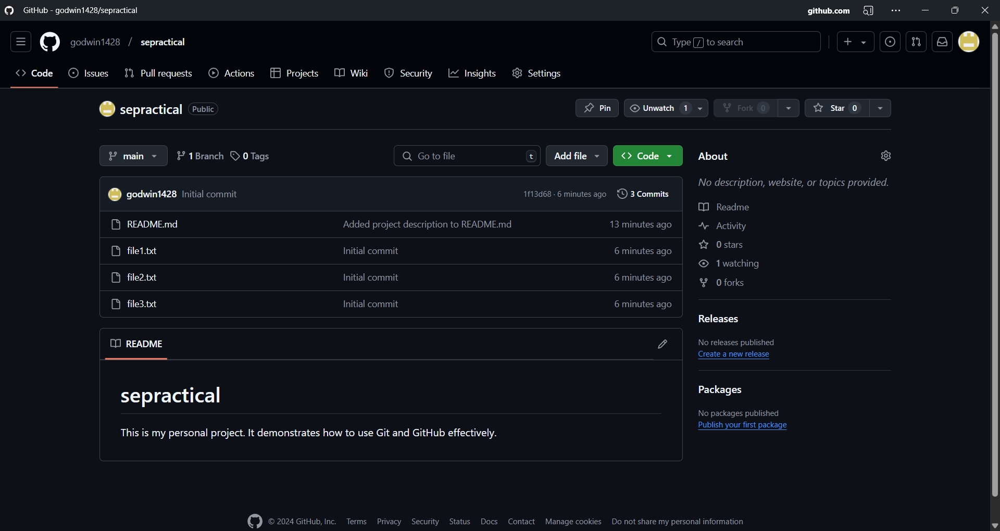 GitHub - godwin1428/sepractical
github.com
godwin1428 / sepractical
Type / to search
Code Issues Pull requests Actions Projects Wiki Security Insights Settings
sepractical Public
Pin Unwatch 1 Fork 0 Star 0
main 1 Branch 0 Tags
Go to file t Add file Code
godwin1428 Initial commit 1f13d68 · 6 minutes ago 3 Commits
README.md Added project description to README.md 13 minutes ago
file1.txt Initial commit 6 minutes ago
file2.txt Initial commit 6 minutes ago
file3.txt Initial commit 6 minutes ago
README
sepractical
This is my personal project. It demonstrates how to use Git and GitHub effectively.
About
No description, website, or topics provided.
Readme
Activity
0 stars
1 watching
0 forks
Releases
No releases published
Create a new release
Packages
No packages published
Publish your first package
© 2024 GitHub, Inc. Terms Privacy Security Status Docs Contact Manage cookies Do not share my personal information